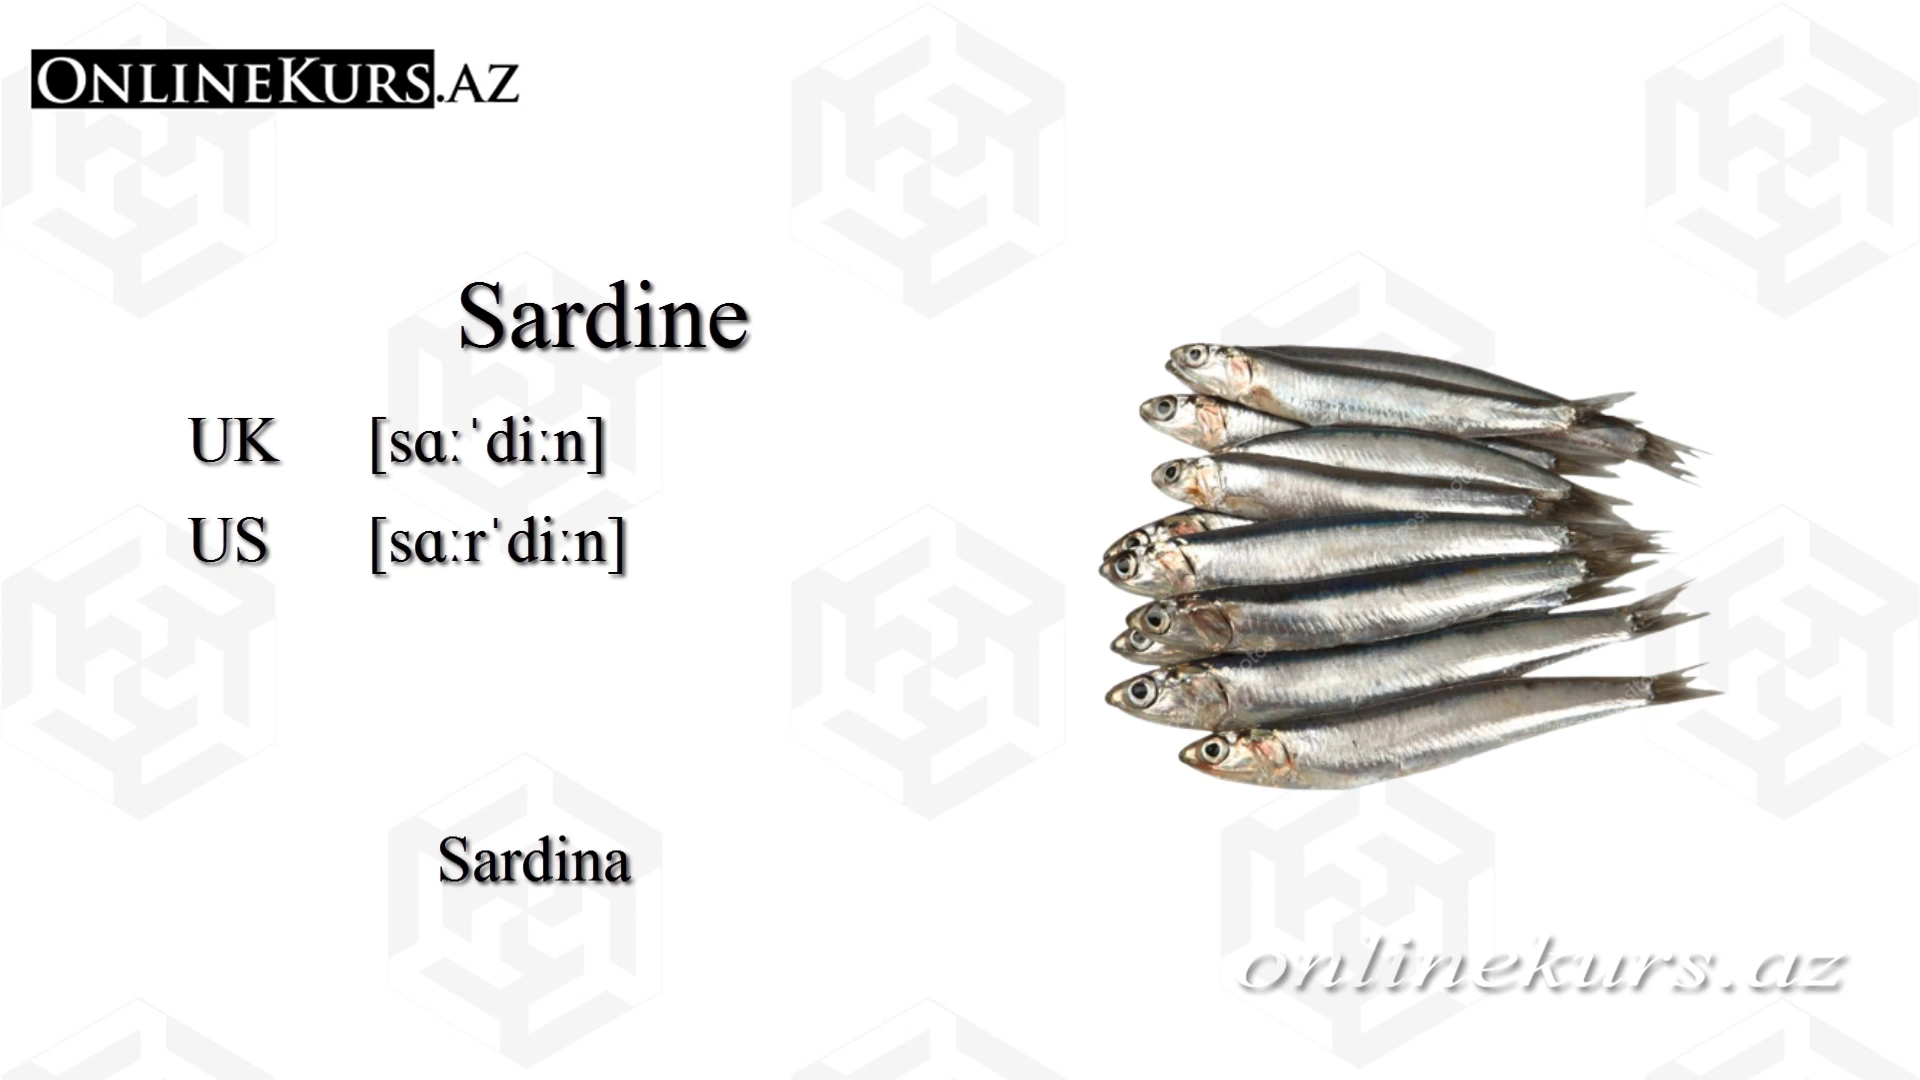 ONLINEKURS.AZ
Sardine
UK [sɑːˈdiːn]
US [sɑːrˈdiːn]
Sardina
onlinekurs.az